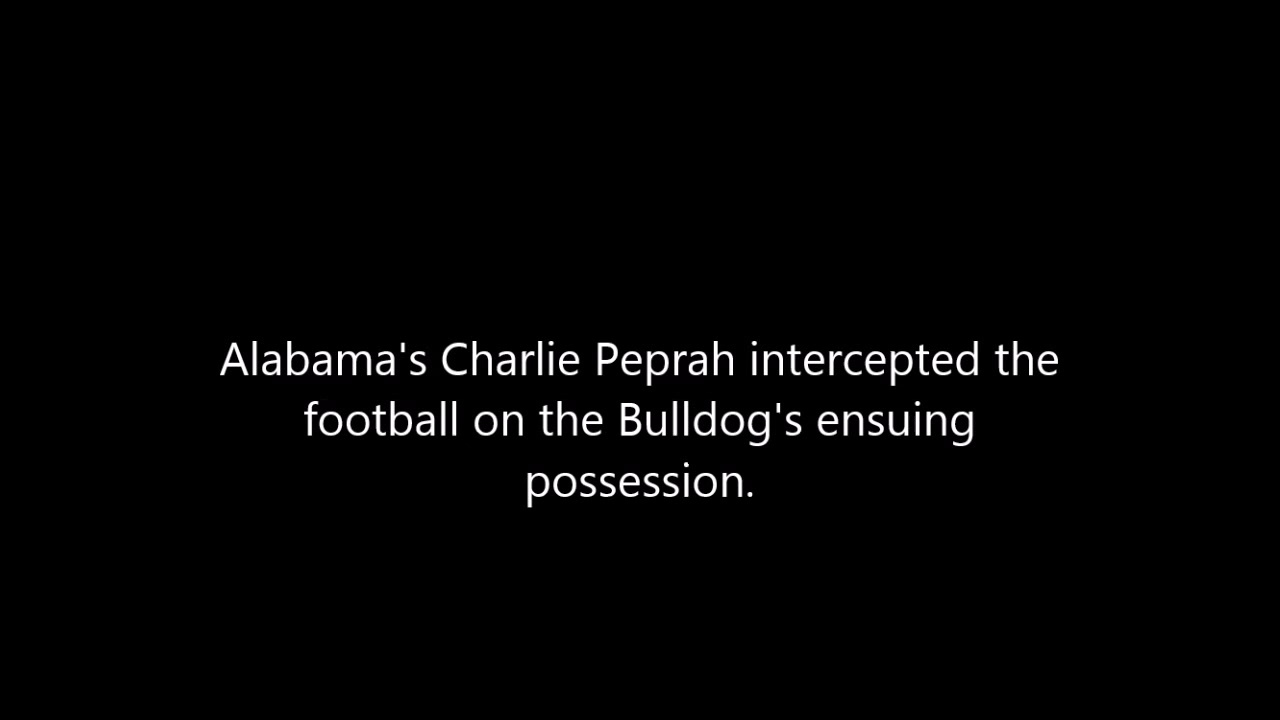 Alabama's Charlie Peprah intercepted the
football on the Bulldog's ensuing
possession.